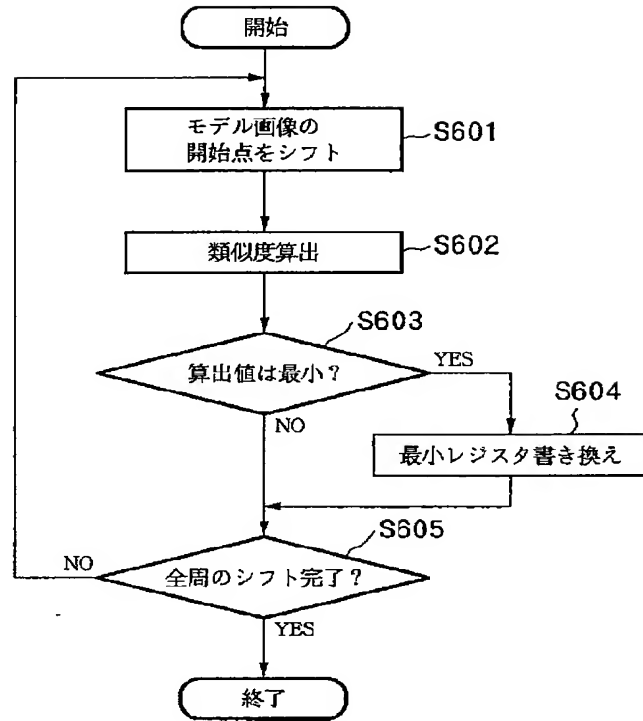 開始
モデル画像の
開始点をシフト
S601
類似度算出
S602
S603
算出値は最小？
YES
NO
S604
最小レジスタ書き換え
S605
全周のシフト完了？
NO
YES
終了